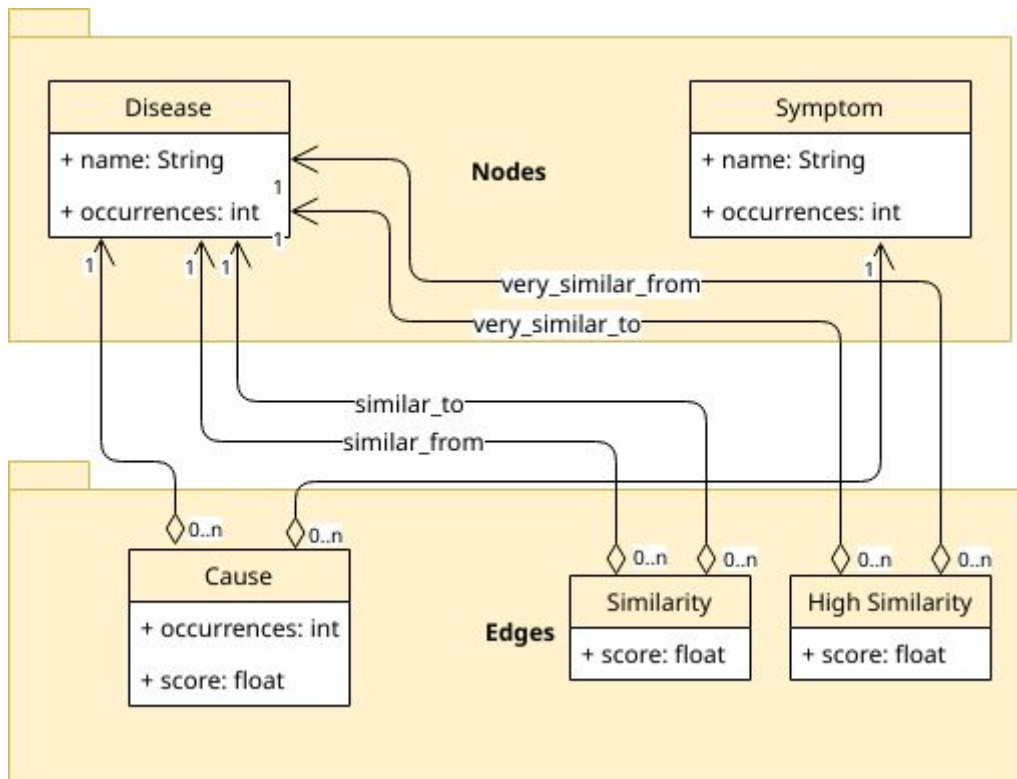 Disease
+ name: String
+ occurrences: int
Nodes
Symptom
+ name: String
+ occurrences: int
1
1
1
1
1
1
very_similar_from
very_similar_to
similar_to
similar_from
0..n
0..n
0..n
0..n
0..n
0..n
Cause
+ occurrences: int
+ score: float
Edges
Similarity
+ score: float
High Similarity
+ score: float